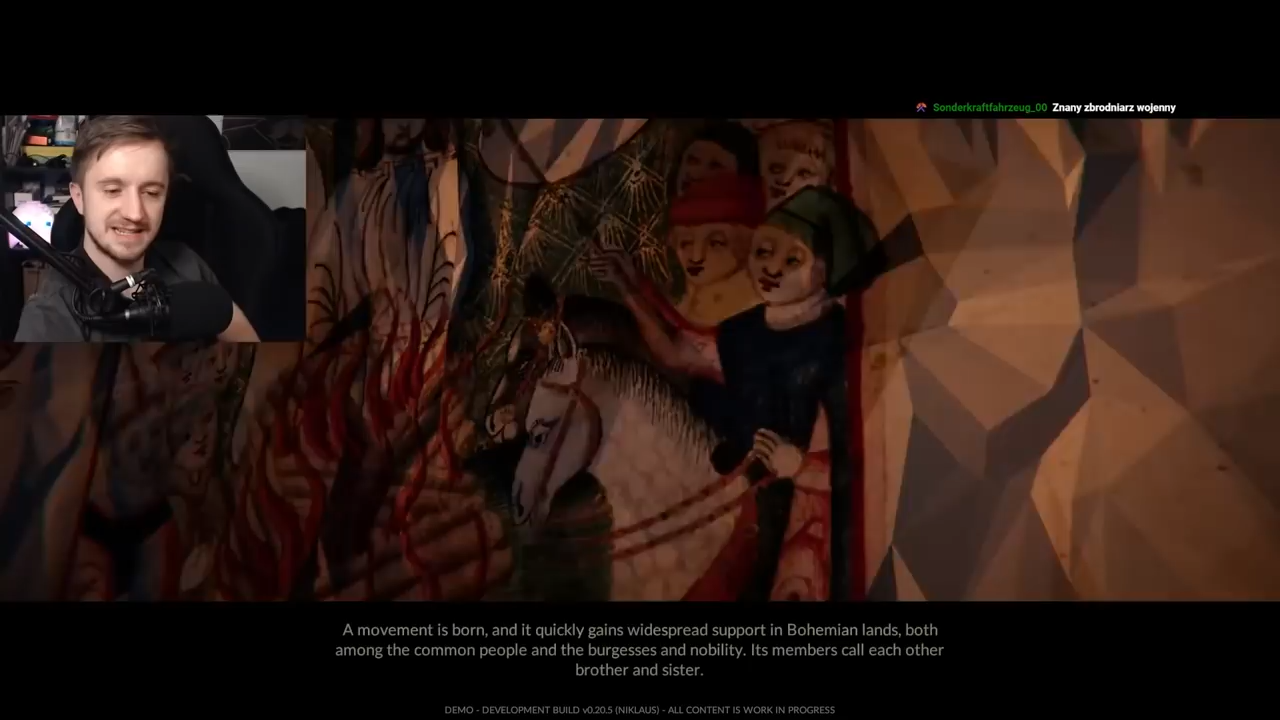 Sonderkraftfahrzeug_00 Znany zbrodniarz wojenny
A movement is born, and it quickly gains widespread support in Bohemian lands, both
among the common people and the burgesses and nobility. Its members call each other
brother and sister.
DEMO - DEVELOPMENT BUILD v0.20.5 (NIKLAUS) - ALL CONTENT IS WORK IN PROGRESS